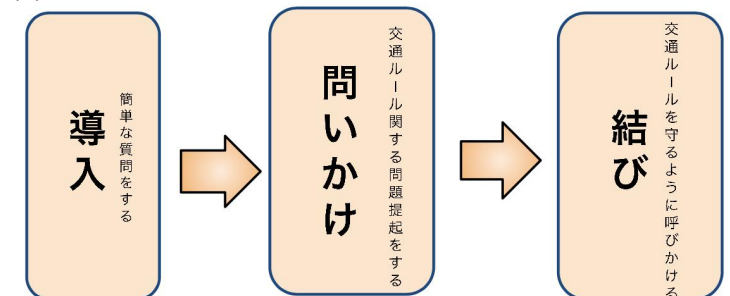 導入
簡単な質問をする
問いかけ
交通ルール関する問題提起をする
結び
交通ルールを守るように呼びかける